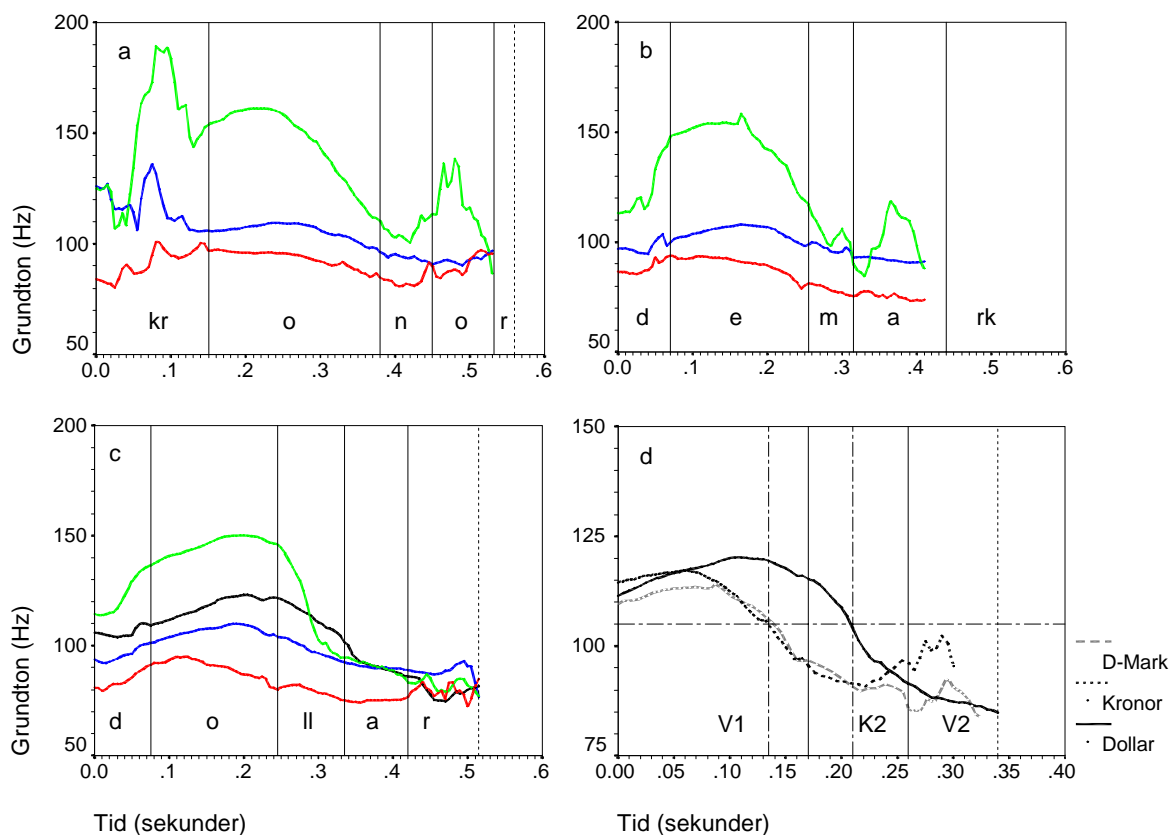 200
a
150
100
50
kr o n o r
0.0 .1 .2 .3 .4 .5 .6
Grundton (Hz)
200
b
150
100
50
d e m a rk
0.0 .1 .2 .3 .4 .5 .6
200
c
150
100
50
d o ll a r
0.0 .1 .2 .3 .4 .5 .6
Grundton (Hz)
Tid (sekunder)
150
d
125
100
75
V1 K2 V2
0.00 .05 .10 .15 .20 .25 .30 .35 .40
Tid (sekunder)
D-Mark
Kronor
Dollar